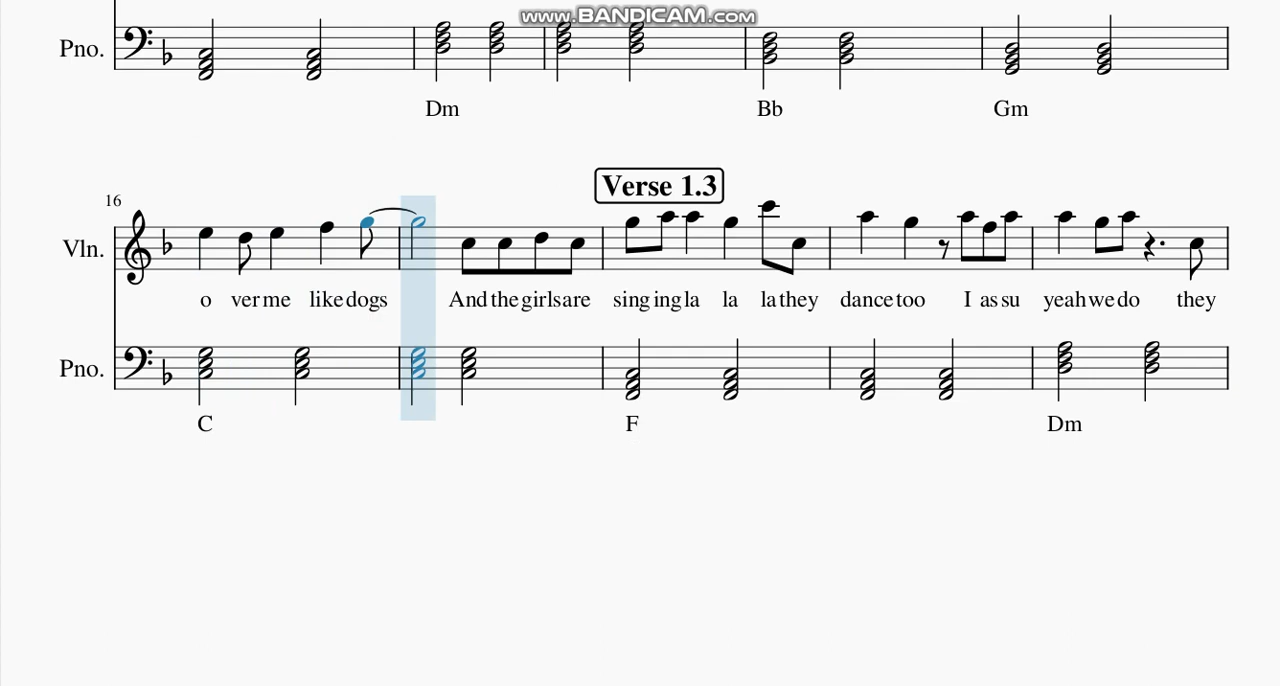 www.BANDICAM.com
Pno.
Dm Bb Gm
Verse 1.3
16
Vln.
o ver me like dogs And the girls are sing ing la la la they dance too I as su yeah we do they
Pno.
C F Dm